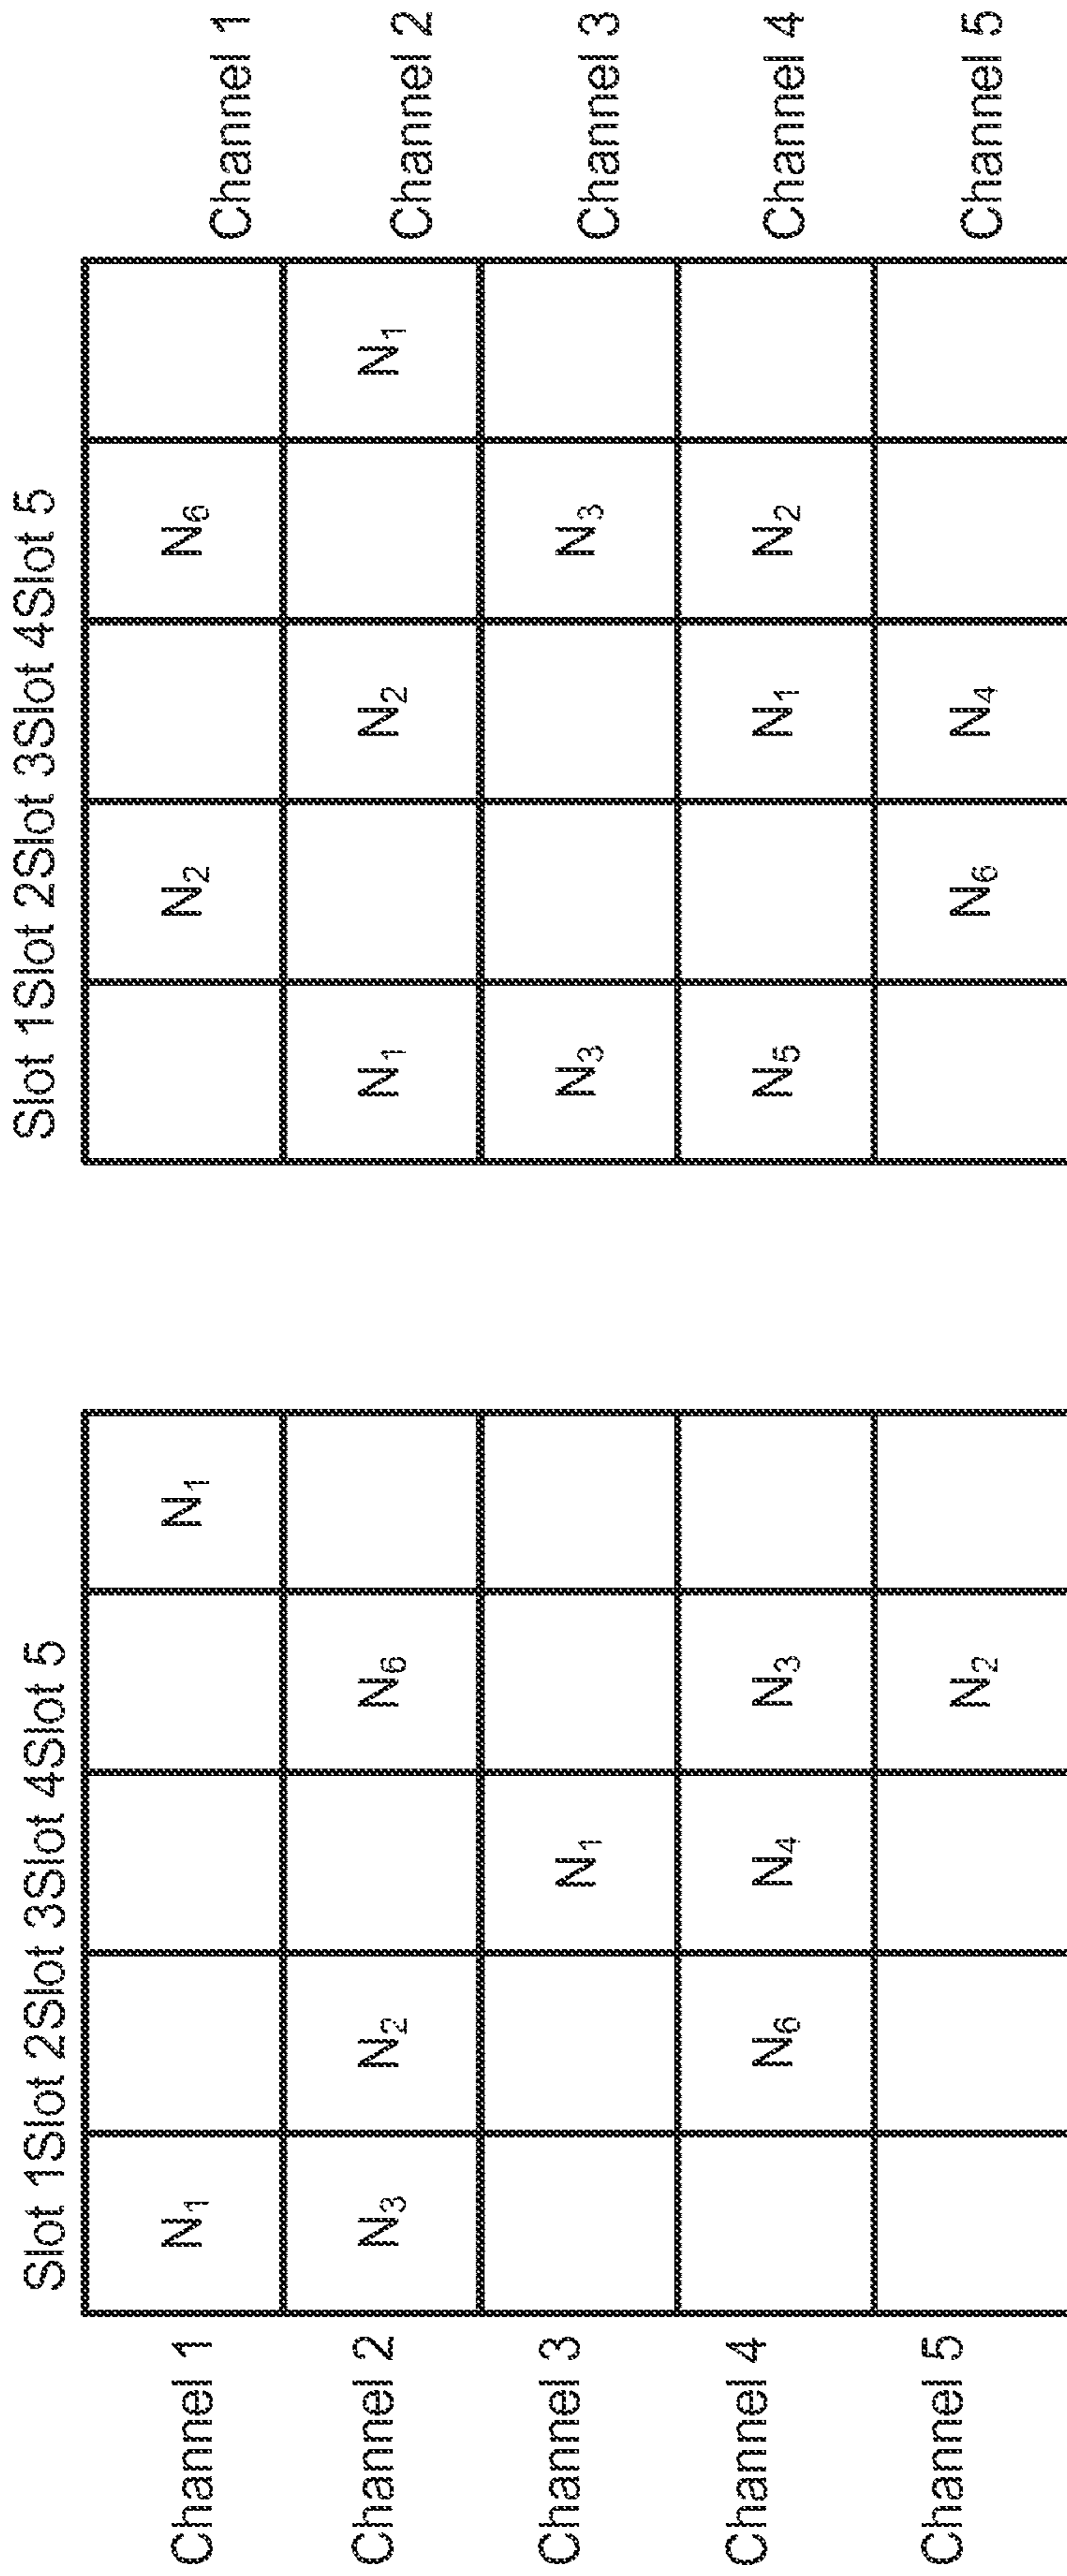 Slot 1Slot 2Slot 3Slot 4Slot 5
Channel 1 N1 N1
Channel 2 N3 N2 N6
Channel 3 N1
Channel 4 N6 N4 N3
Channel 5 N2
Slot 1Slot 2Slot 3Slot 4Slot 5
N2 N6 Channel 1
N1 N2 N1 Channel 2
N3 N3 Channel 3
N5 N1 N2 Channel 4
N6 N4 Channel 5